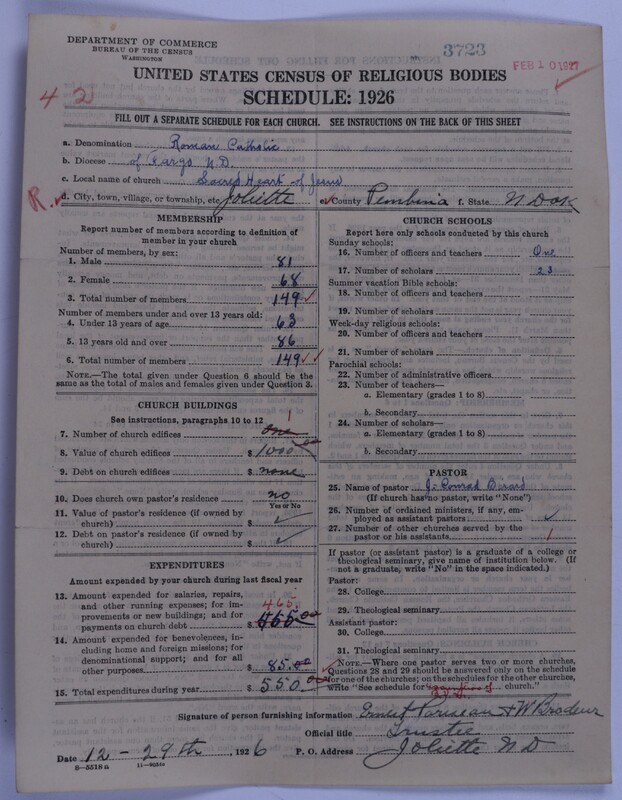 DEPARTMENT OF COMMERCE
BUREAU OF THE CENSUS
WASHINGTON
3723
FEB 10 1927
UNITED STATES CENSUS OF RELIGIOUS BODIES
SCHEDULE: 1926
4 2
FILL OUT A SEPARATE SCHEDULE FOR EACH CHURCH. SEE INSTRUCTIONS ON THE BACK OF THIS SHEET
a. Denomination Roman Catholic
b. Diocese of Fargo N.D.
c. Local name of church Sacred Heart of Jesus
R. d. City, town, village, or township, etc. Joliette e. County Pembina f. State N Dak
MEMBERSHIP
Report number of members according to definition of
member in your church
Number of members, by sex:
1. Male 81
2. Female 68
3. Total number of members 149
Number of members under and over 13 years old:
4. Under 13 years of age 63
5. 13 years old and over 86
6. Total number of members 149
NOTE.—The total given under Question 6 should be
the same as the total of males and females given under Question 3.
CHURCH BUILDINGS
See instructions, paragraphs 10 to 12
7. Number of church edifices one 1
8. Value of church edifices $ 1000.00
9. Debt on church edifices $ none
10. Does church own pastor's residence no
Yes or No
11. Value of pastor's residence (if owned by
church) $ ✓
12. Debt on pastor's residence (if owned by
church) $ ✓
EXPENDITURES
Amount expended by your church during last fiscal year
13. Amount expended for salaries, repairs,
and other running expenses; for im-
provements or new buildings; and for
payments on church debt $ 465.00
14. Amount expended for benevolences, in-
cluding home and foreign missions; for
denominational support; and for all
other purposes $ 85.00
15. Total expenditures during year $ 550.00
CHURCH SCHOOLS
Report here only schools conducted by this church
Sunday schools:
16. Number of officers and teachers One
17. Number of scholars 23
Summer vacation Bible schools:
18. Number of officers and teachers
19. Number of scholars
Week-day religious schools:
20. Number of officers and teachers
21. Number of scholars
Parochial schools:
22. Number of administrative officers
23. Number of teachers—
a. Elementary (grades 1 to 8)
b. Secondary
24. Number of scholars—
a. Elementary (grades 1 to 8)
b. Secondary
PASTOR
25. Name of pastor J. Conrad Berard
(If church has no pastor, write "None")
26. Number of ordained ministers, if any, em-
ployed as assistant pastors ✓
27. Number of other churches served by the
pastor or his assistants 1
If pastor (or assistant pastor) is a graduate of a college or
theological seminary, give name of institution below. (If
not a graduate, write "No" in the space indicated.)
Pastor:
28. College
29. Theological seminary
Assistant pastor:
30. College
31. Theological seminary
NOTE.—Where one pastor serves two or more churches,
Questions 28 and 29 should be answered only on the schedule
for one of the churches; on the schedules for the other churches,
write "See schedule for church."
Signature of person furnishing information Ernest Parneau + W Brodeur
Official title Trustee
Date 12 - 29th, 1926 P. O. Address Joliette N D
8—5518 a